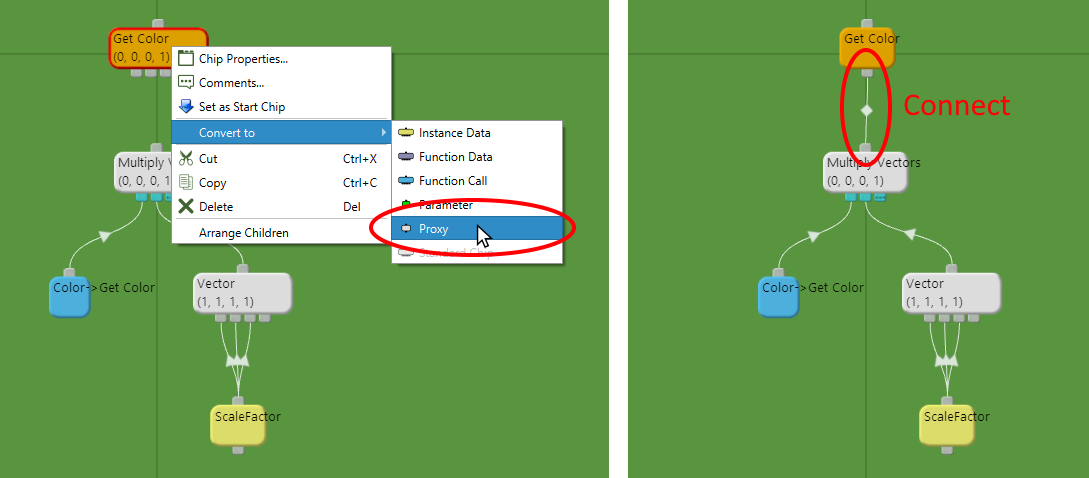 Get Color
(0, 0, 0, 1)
Chip Properties...
Comments...
Set as Start Chip
Convert to
Cut Ctrl+X
Copy Ctrl+C
Delete Del
Arrange Children
Instance Data
Function Data
Function Call
Parameter
Proxy
Standard Chip
Multiply
(0, 0, 0, 1
Color->Get Color
Vector
(1, 1, 1, 1)
ScaleFactor
Get Color
Connect
Multiply Vectors
(0, 0, 0, 1)
Color->Get Color
Vector
(1, 1, 1, 1)
ScaleFactor